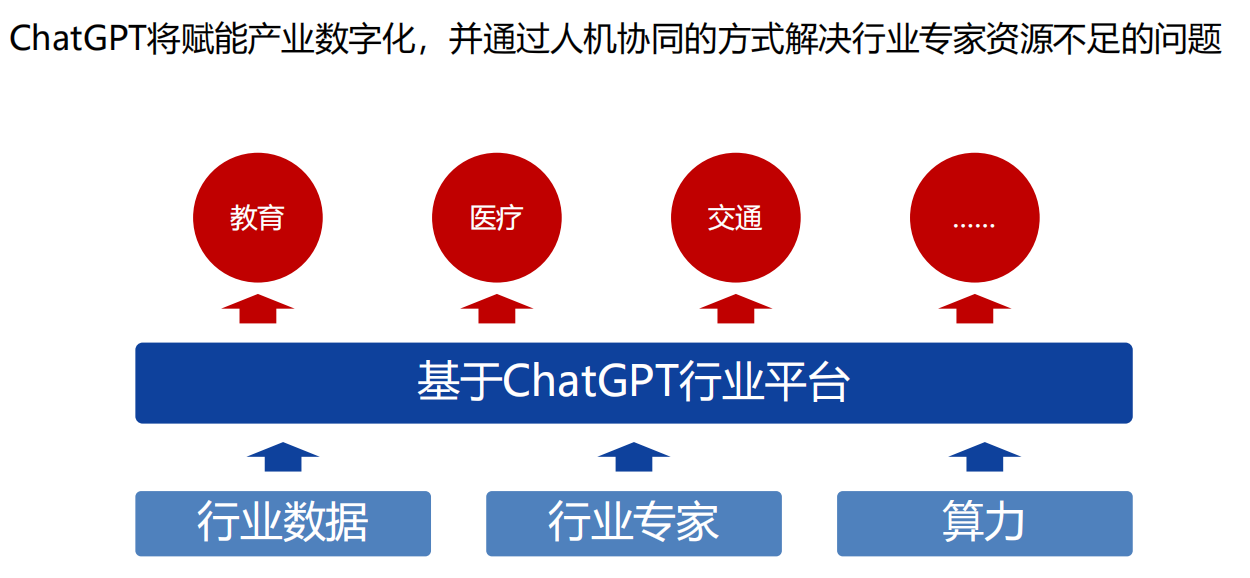 ChatGPT将赋能产业数字化，并通过人机协同的方式解决行业专家资源不足的问题
教育
医疗
交通
......
基于ChatGPT行业平台
行业数据
行业专家
算力